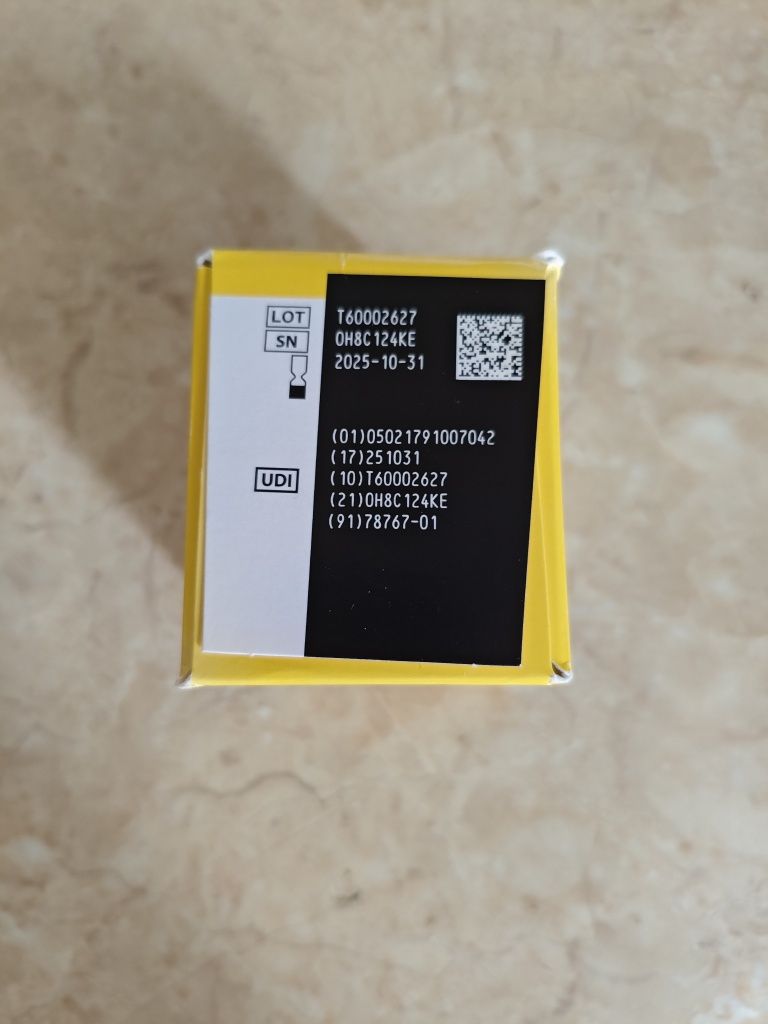 LOT T60002627
SN 0H8C124KE
2025-10-31
(01)05021791007042
(17)251031
UDI (10)T60002627
(21)0H8C124KE
(91)78767-01